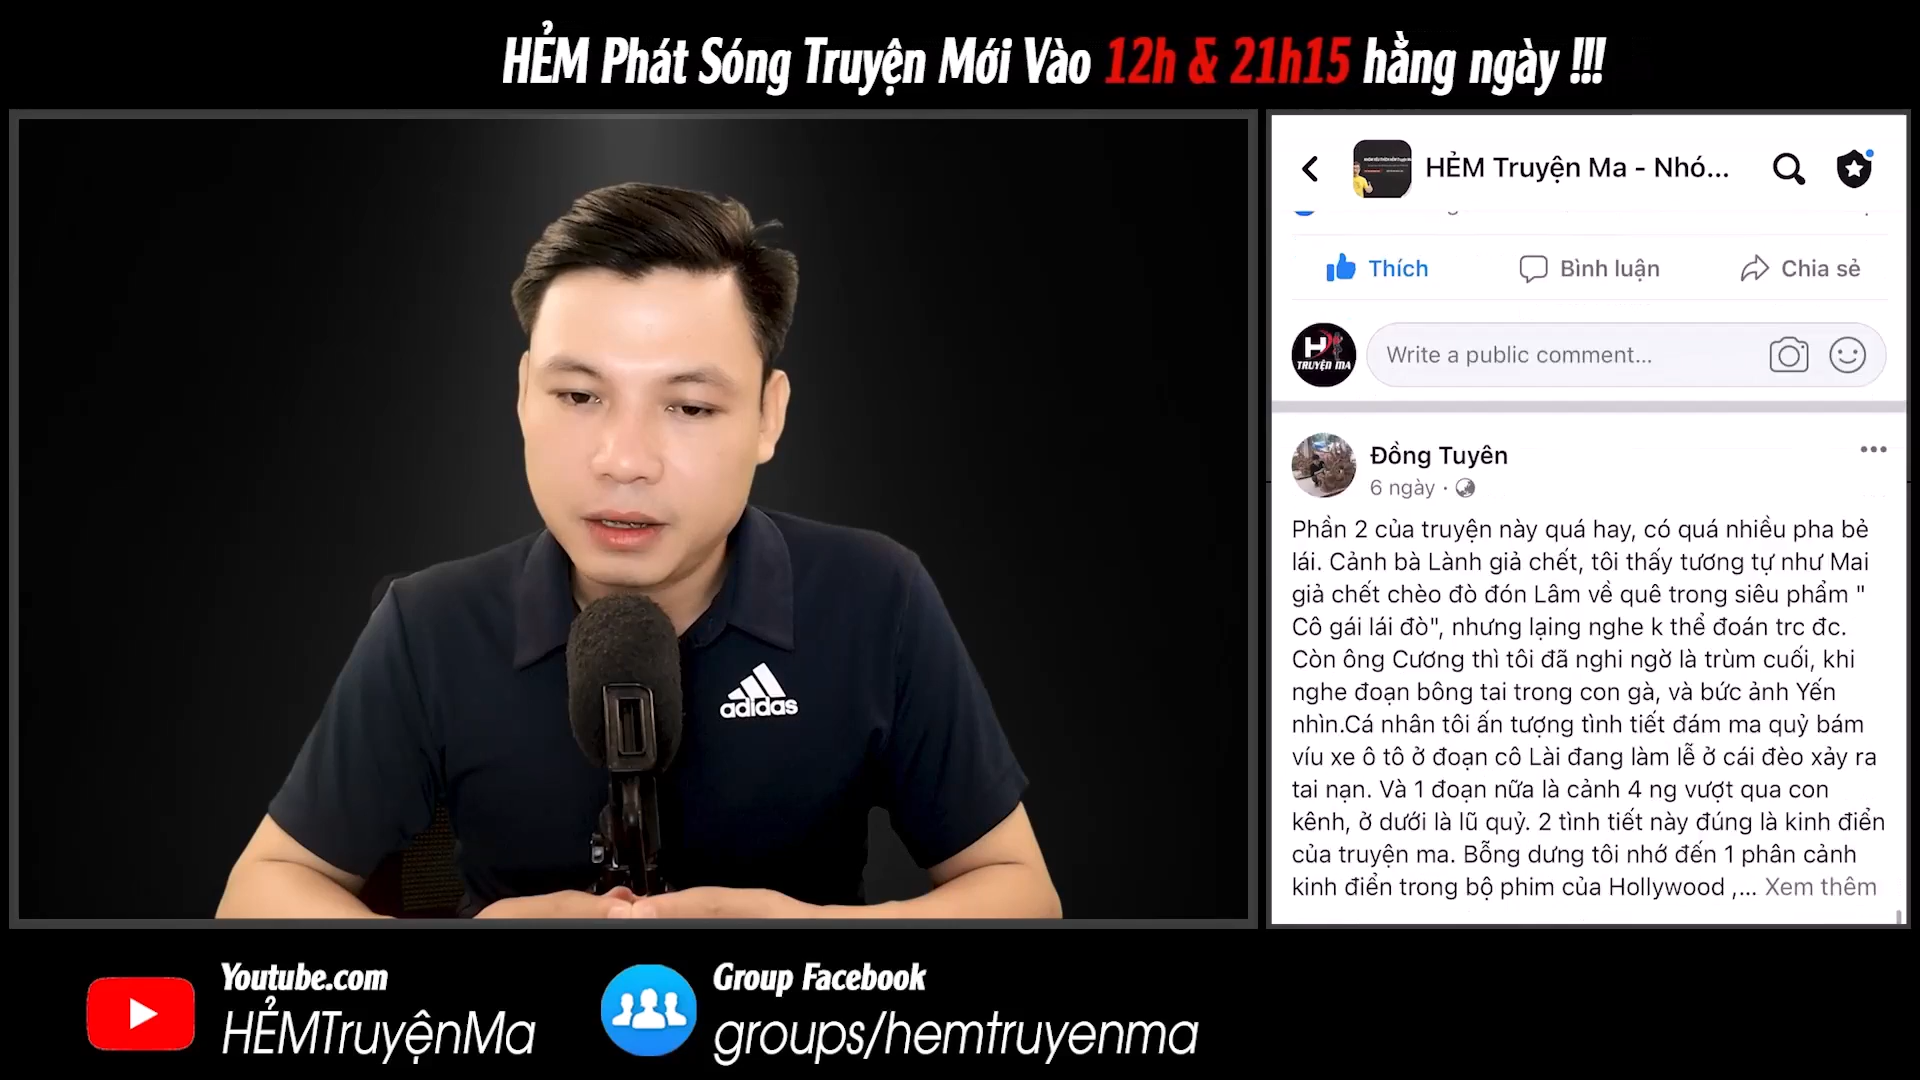 HẺM Phát Sóng Truyện Mới Vào 12h & 21h15 hằng ngày !!!
HẺM Truyện Ma - Nhó...
Thích
Bình luận
Chia sẻ
H
TRUYỆN MA
Write a public comment...
Đồng Tuyên
6 ngày ·
Phần 2 của truyện này quá hay, có quá nhiều pha bẻ
lái. Cảnh bà Lành giả chết, tôi thấy tương tự như Mai
giả chết chèo đò đón Lâm về quê trong siêu phẩm "
Cô gái lái đò", nhưng lạing nghe k thể đoán trc đc.
Còn ông Cương thì tôi đã nghi ngờ là trùm cuối, khi
nghe đoạn bông tai trong con gà, và bức ảnh Yến
nhìn.Cá nhân tôi ấn tượng tình tiết đám ma quỷ bám
víu xe ô tô ở đoạn cô Lài đang làm lễ ở cái đèo xảy ra
tai nạn. Và 1 đoạn nữa là cảnh 4 ng vượt qua con
kênh, ở dưới là lũ quỷ. 2 tình tiết này đúng là kinh điển
của truyện ma. Bỗng dưng tôi nhớ đến 1 phân cảnh
kinh điển trong bộ phim của Hollywood ,... Xem thêm
adidas
Youtube.com
HẺMTruyệnMa
Group Facebook
groups/hemtruyenma